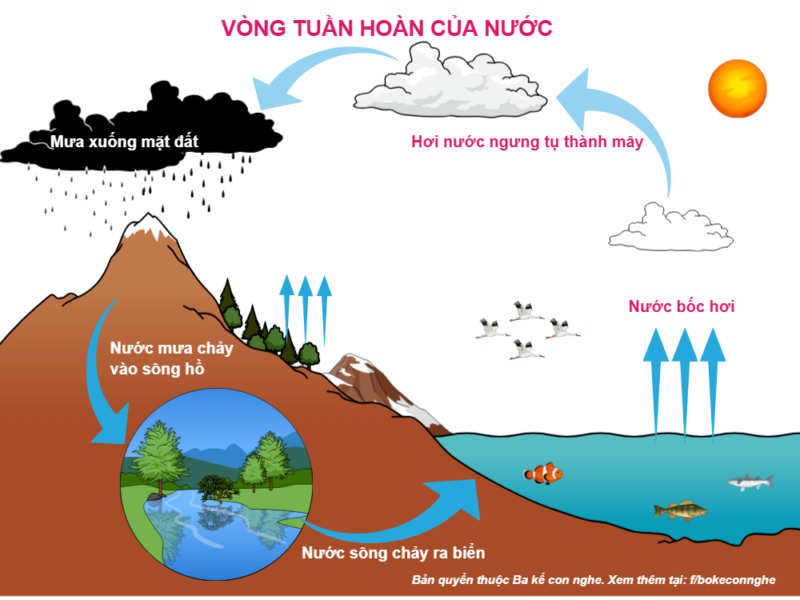 VÒNG TUẦN HOÀN CỦA NƯỚC
Mưa xuống mặt đất
Hơi nước ngưng tụ thành mây
Nước bốc hơi
Nước mưa chảy
vào sông hồ
Nước sông chảy ra biển
Bản quyền thuộc Ba kể con nghe. Xem thêm tại: f/bokeconnghe